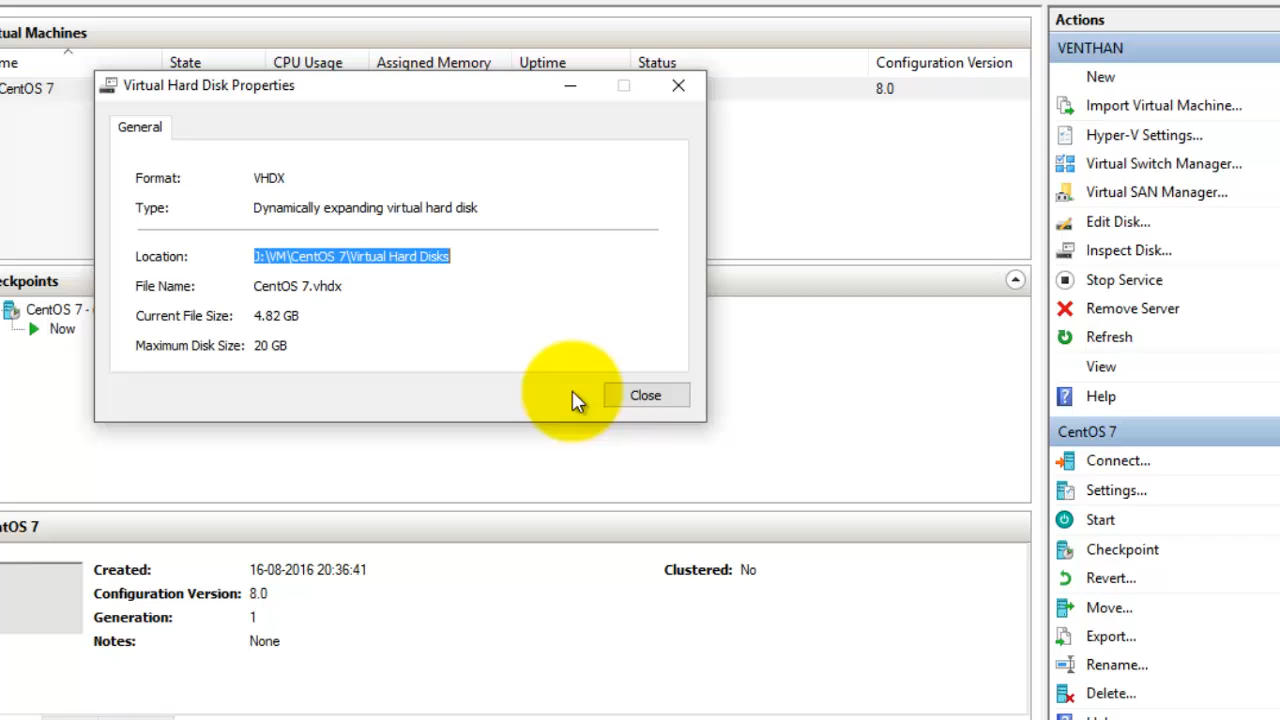 tual Machines
me State CPU Usage Assigned Memory Uptime Status Configuration Version
CentOS 7 8.0
Virtual Hard Disk Properties
General
Format: VHDX
Type: Dynamically expanding virtual hard disk
Location: J:\VM\CentOS 7\Virtual Hard Disks
File Name: CentOS 7.vhdx
Current File Size: 4.82 GB
Maximum Disk Size: 20 GB
Close
eckpoints
CentOS 7 -
Now
ntOS 7
Created: 16-08-2016 20:36:41 Clustered: No
Configuration Version: 8.0
Generation: 1
Notes: None
Actions
VENTHAN
New
Import Virtual Machine...
Hyper-V Settings...
Virtual Switch Manager...
Virtual SAN Manager...
Edit Disk...
Inspect Disk...
Stop Service
Remove Server
Refresh
View
Help
CentOS 7
Connect...
Settings...
Start
Checkpoint
Revert...
Move...
Export...
Rename...
Delete...